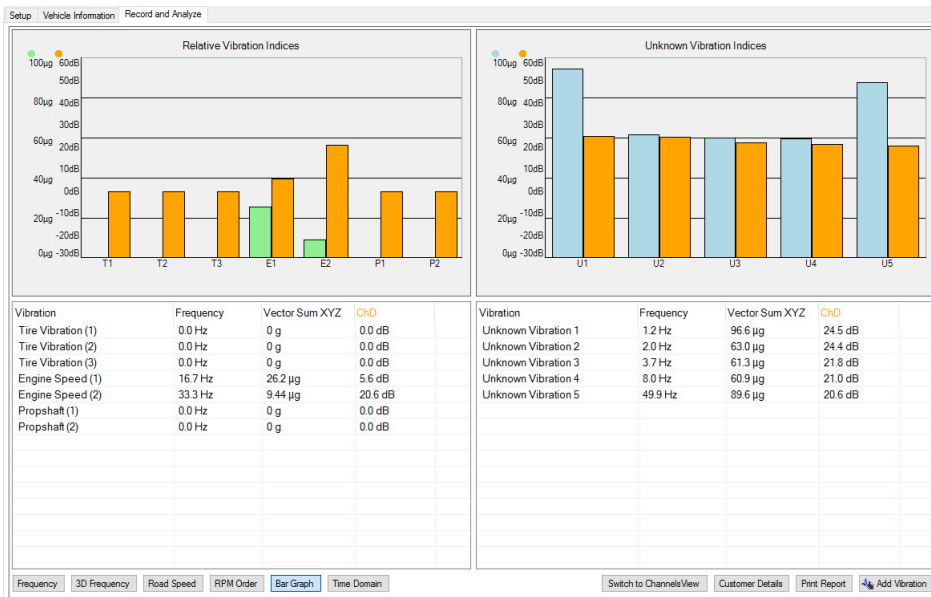 Setup Vehicle Information Record and Analyze
Relative Vibration Indices
100µg 60dB
50dB
80µg 40dB
30dB
60µg 20dB
10dB
40µg 0dB
20µg -10dB
-20dB
0µg -30dB
T1 T2 T3 E1 E2 P1 P2
Unknown Vibration Indices
100µg 60dB
50dB
80µg 40dB
30dB
60µg 20dB
10dB
40µg 0dB
20µg -10dB
-20dB
0µg -30dB
U1 U2 U3 U4 U5
Vibration Frequency Vector Sum XYZ ChD
Tire Vibration (1) 0.0 Hz 0 g 0.0 dB
Tire Vibration (2) 0.0 Hz 0 g 0.0 dB
Tire Vibration (3) 0.0 Hz 0 g 0.0 dB
Engine Speed (1) 16.7 Hz 26.2 µg 5.6 dB
Engine Speed (2) 33.3 Hz 9.44 µg 20.6 dB
Propshaft (1) 0.0 Hz 0 g 0.0 dB
Propshaft (2) 0.0 Hz 0 g 0.0 dB
Vibration Frequency Vector Sum XYZ ChD
Unknown Vibration 1 1.2 Hz 96.6 µg 24.5 dB
Unknown Vibration 2 2.0 Hz 63.0 µg 24.4 dB
Unknown Vibration 3 3.7 Hz 61.3 µg 21.8 dB
Unknown Vibration 4 8.0 Hz 60.9 µg 21.0 dB
Unknown Vibration 5 49.9 Hz 89.6 µg 20.6 dB
Frequency 3D Frequency Road Speed RPM Order Bar Graph Time Domain
Switch to ChannelsView Customer Details Print Report Add Vibration